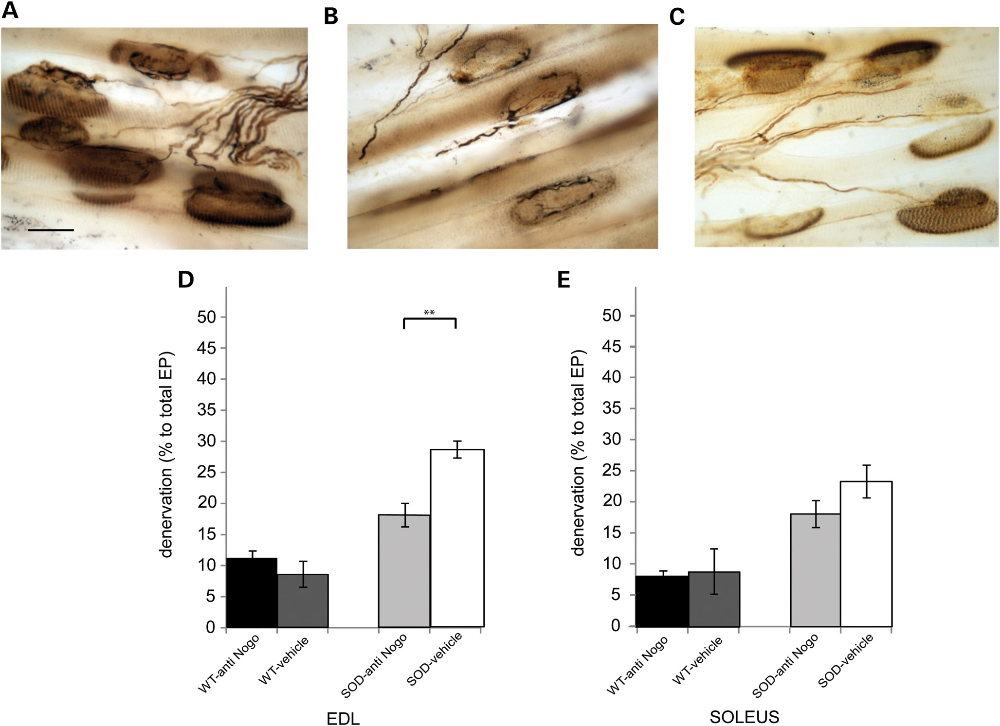 A
B
C
D
denervation (% to total EP)
50
45
40
35
30
25
20
15
10
5
0
**
WT-anti Nogo
WT-vehicle
SOD-anti Nogo
SOD-vehicle
EDL
E
denervation (% to total EP)
50
45
40
35
30
25
20
15
10
5
0
WT-anti Nogo
WT-vehicle
SOD-anti Nogo
SOD-vehicle
SOLEUS